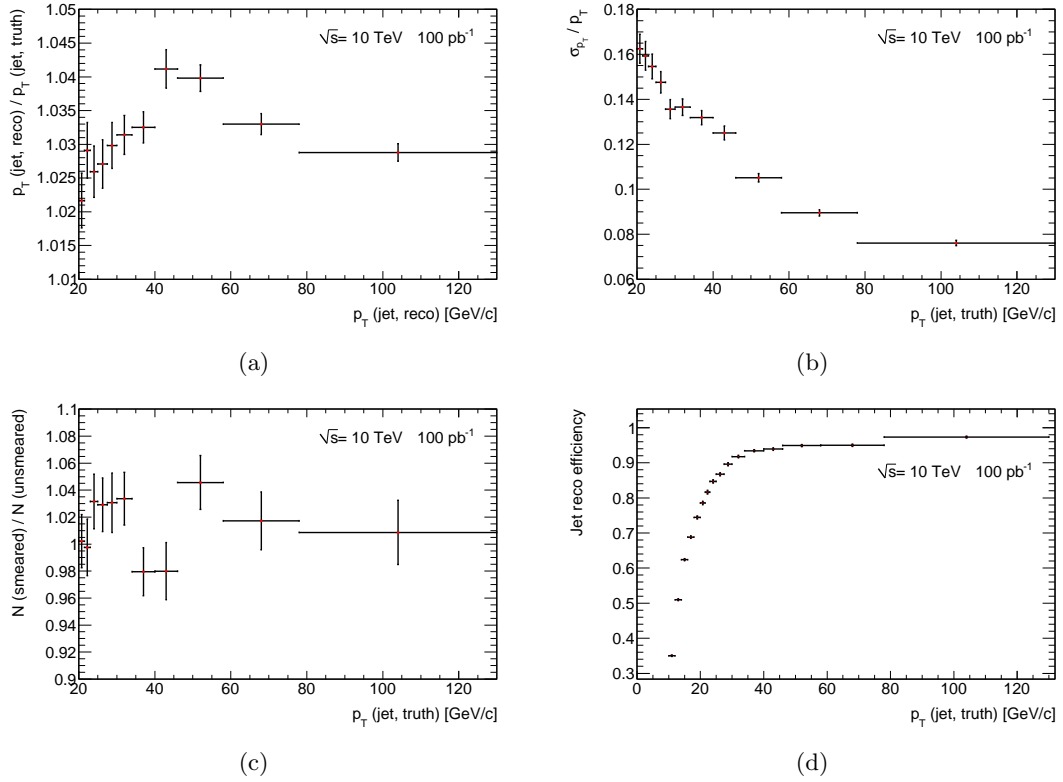 p_T (jet, reco) / p_T (jet, truth)
1.05
1.045
1.04
1.035
1.03
1.025
1.02
1.015
1.01
√s= 10 TeV 100 pb⁻¹
20 40 60 80 100 120
p_T (jet, reco) [GeV/c]
(a)
σ_{p_T} / p_T
0.18
0.16
0.14
0.12
0.1
0.08
0.06
√s= 10 TeV 100 pb⁻¹
20 40 60 80 100 120
p_T (jet, truth) [GeV/c]
(b)
N (smeared) / N (unsmeared)
1.1
1.08
1.06
1.04
1.02
1
0.98
0.96
0.94
0.92
0.9
√s= 10 TeV 100 pb⁻¹
20 40 60 80 100 120
p_T (jet, truth) [GeV/c]
(c)
Jet reco efficiency
1
0.9
0.8
0.7
0.6
0.5
0.4
0.3
√s= 10 TeV 100 pb⁻¹
0 20 40 60 80 100 120
p_T (jet, truth) [GeV/c]
(d)